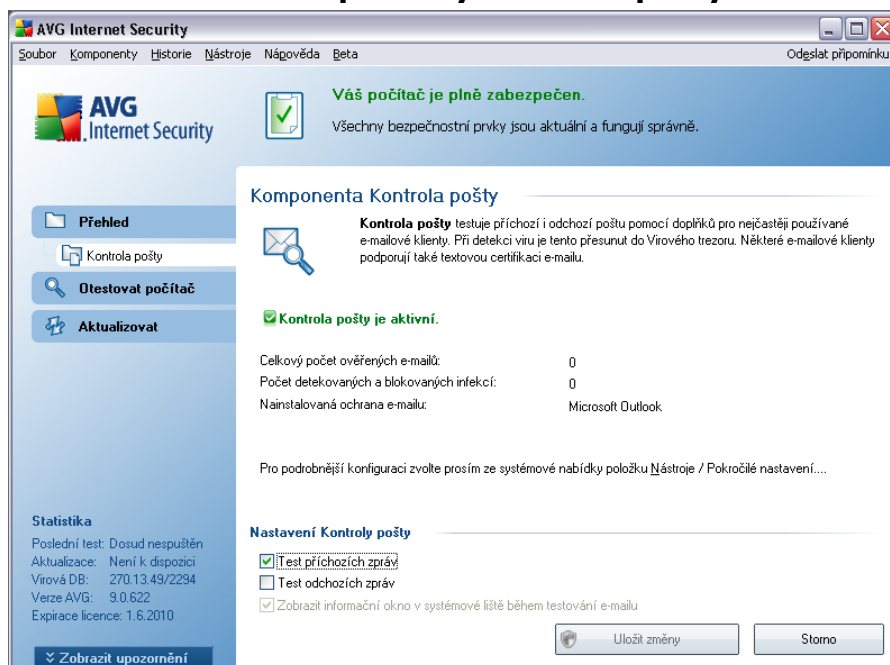 AVG Internet Security
Soubor Komponenty Historie Nástroje Nápověda Beta Odeslat připomínku
AVG
Internet Security
Váš počítač je plně zabezpečen.
Všechny bezpečnostní prvky jsou aktuální a fungují správně.
Přehled
Kontrola pošty
Otestovat počítač
Aktualizovat
Komponenta Kontrola pošty
Kontrola pošty testuje příchozí i odchozí poštu pomocí doplňků pro nejčastěji používané
e-mailové klienty. Při detekci viru je tento přesunut do Virového trezoru. Některé e-mailové klienty
podporují také textovou certifikaci e-mailu.
Kontrola pošty je aktivní.
Celkový počet ověřených e-mailů: 0
Počet detekovaných a blokovaných infekcí: 0
Nainstalovaná ochrana e-mailu: Microsoft Outlook
Pro podrobnější konfiguraci zvolte prosím ze systémové nabídky položku Nástroje / Pokročilé nastavení....
Statistika
Poslední test: Dosud nespuštěn
Aktualizace: Není k dispozici
Virová DB: 270.13.49/2294
Verze AVG: 9.0.622
Expirace licence: 1.6.2010
Zobrazit upozornění
Nastavení Kontroly pošty
Test příchozích zpráv
Test odchozích zpráv
Zobrazit informační okno v systémové liště během testování e-mailu
Uložit změny
Storno